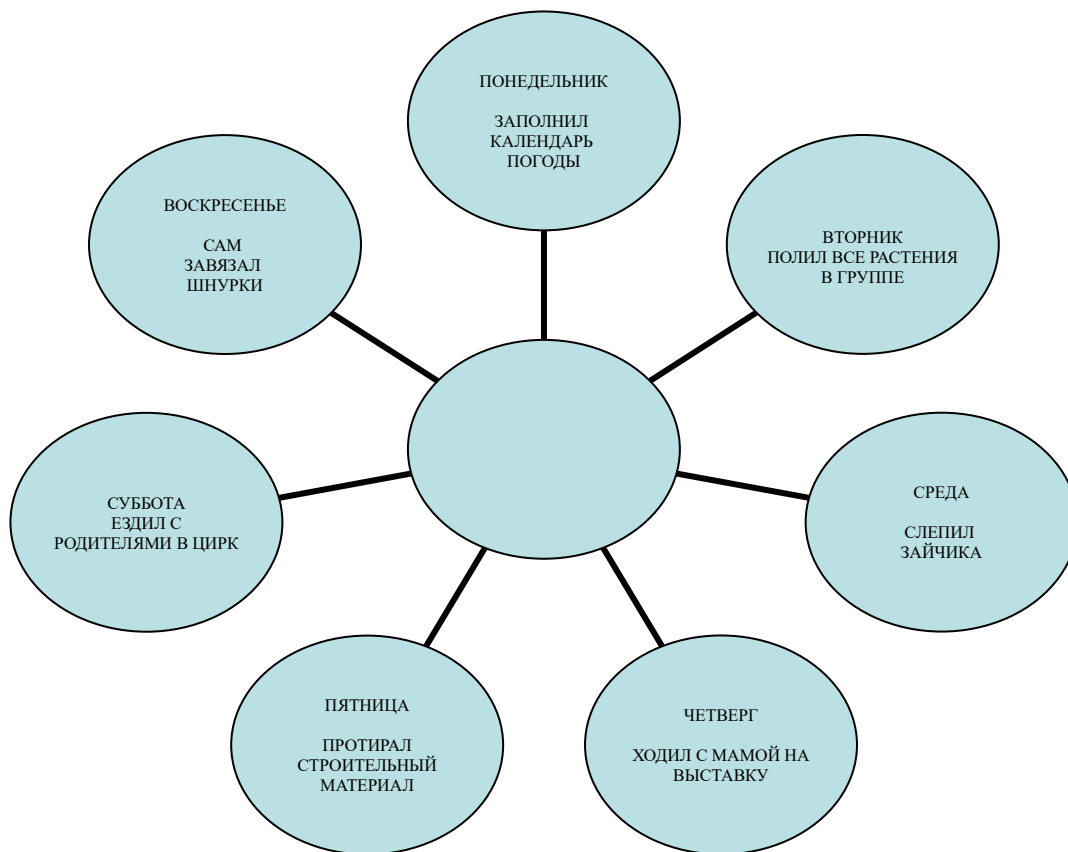 ПОНЕДЕЛЬНИК
ЗАПОЛНИЛ
КАЛЕНДАРЬ
ПОГОДЫ
ВТОРНИК
ПОЛИЛ ВСЕ РАСТЕНИЯ
В ГРУППЕ
СРЕДА
СЛЕПИЛ
ЗАЙЧИКА
ЧЕТВЕРГ
ХОДИЛ С МАМОЙ НА
ВЫСТАВКУ
ПЯТНИЦА
ПРОТИРАЛ
СТРОИТЕЛЬНЫЙ
МАТЕРИАЛ
СУББОТА
ЕЗДИЛ С
РОДИТЕЛЯМИ В ЦИРК
ВОСКРЕСЕНЬЕ
САМ
ЗАВЯЗАЛ
ШНУРКИ